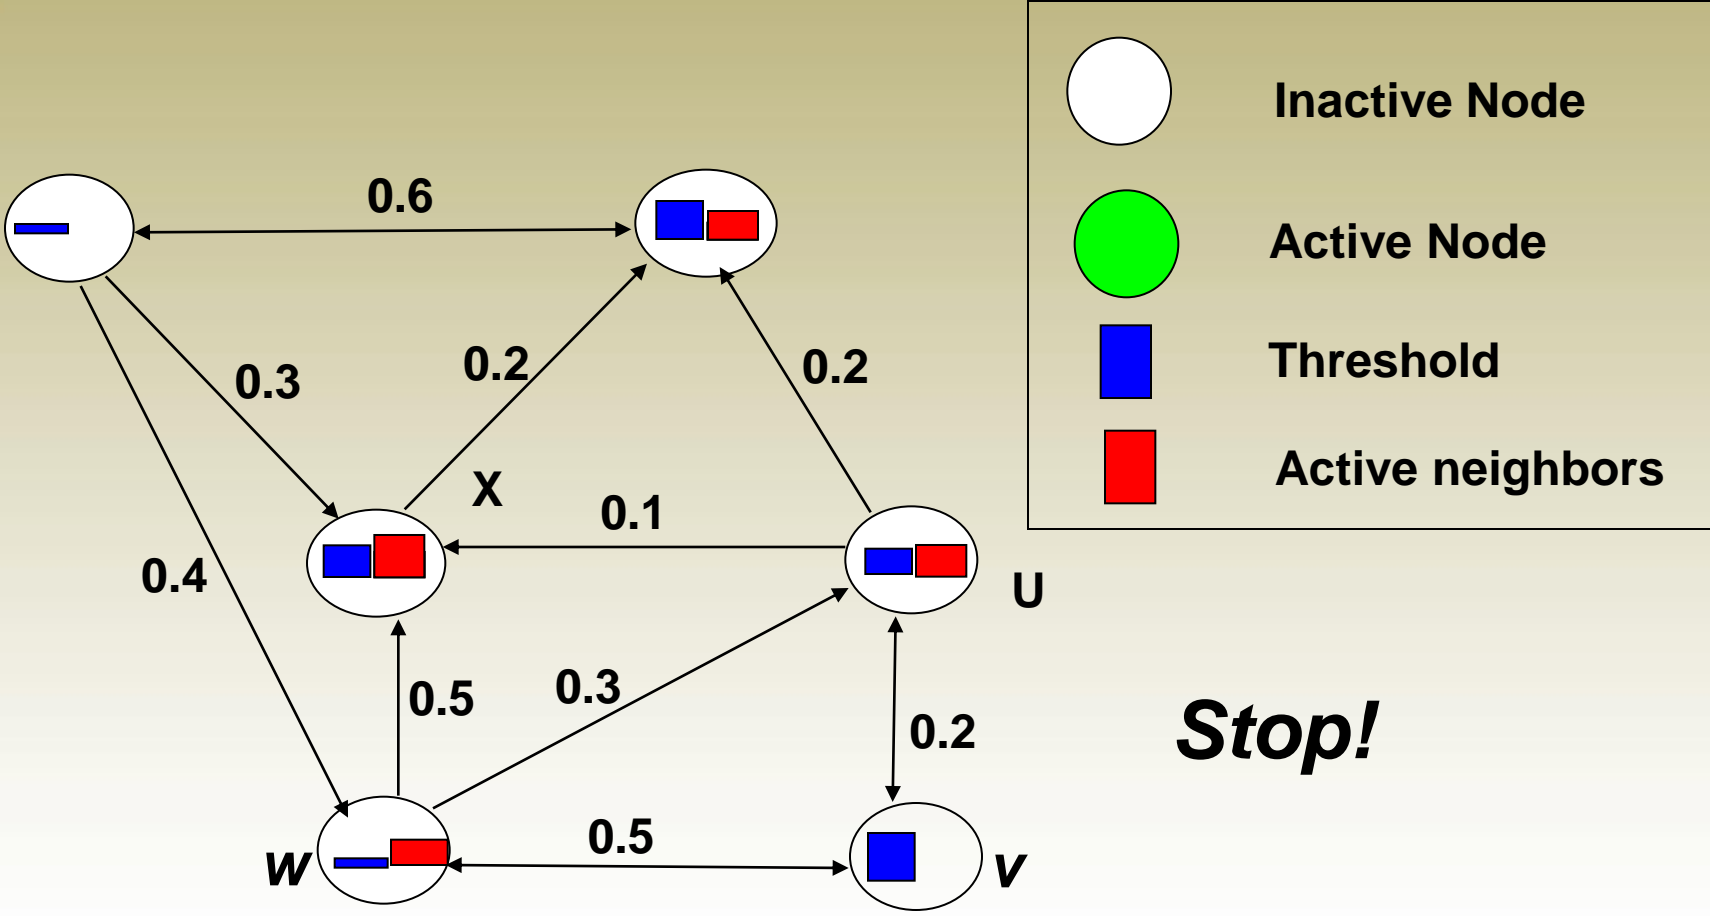 Inactive Node
Active Node
Threshold
Active neighbors
0.6
0.3
0.2
0.2
X
0.1
0.4
U
0.5
0.3
0.2
Stop!
0.5
w
v